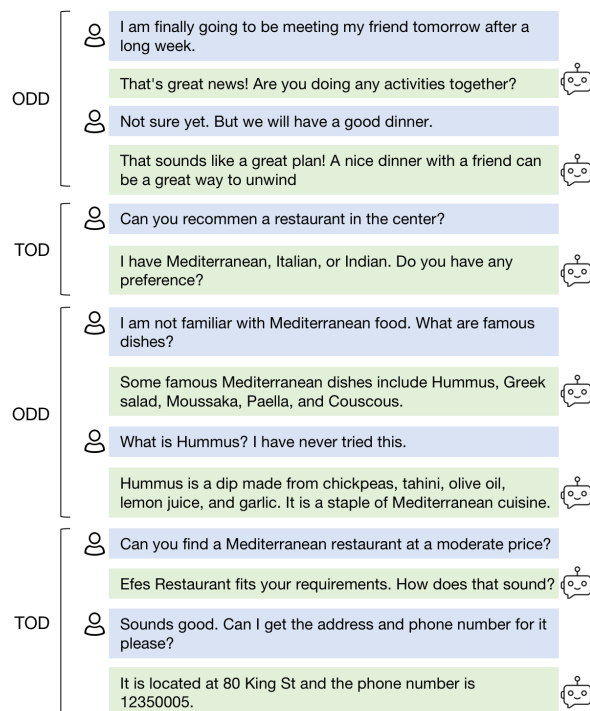 I am finally going to be meeting my friend tomorrow after a
long week.
That's great news! Are you doing any activities together?
ODD
Not sure yet. But we will have a good dinner.
That sounds like a great plan! A nice dinner with a friend can
be a great way to unwind
Can you recommen a restaurant in the center?
TOD
I have Mediterranean, Italian, or Indian. Do you have any
preference?
I am not familiar with Mediterranean food. What are famous
dishes?
Some famous Mediterranean dishes include Hummus, Greek
salad, Moussaka, Paella, and Couscous.
ODD
What is Hummus? I have never tried this.
Hummus is a dip made from chickpeas, tahini, olive oil,
lemon juice, and garlic. It is a staple of Mediterranean cuisine.
Can you find a Mediterranean restaurant at a moderate price?
Efes Restaurant fits your requirements. How does that sound?
TOD
Sounds good. Can I get the address and phone number for it
please?
It is located at 80 King St and the phone number is
12350005.